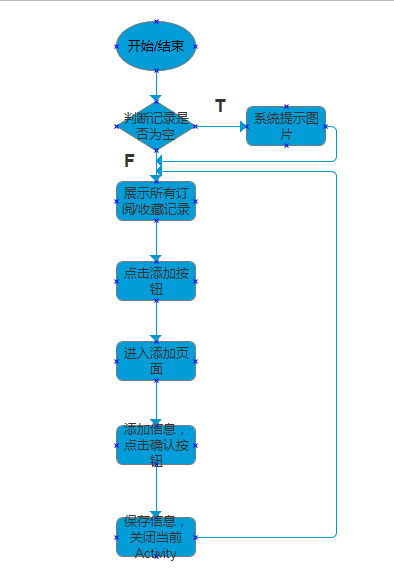 开始/结束
判断记录是
否为空
T
系统提示图
片
F
展示所有订
阅/收藏记录
点击添加按
钮
进入添加页
面
添加信息，
点击确认按
钮
保存信息，
关闭当前
Activity